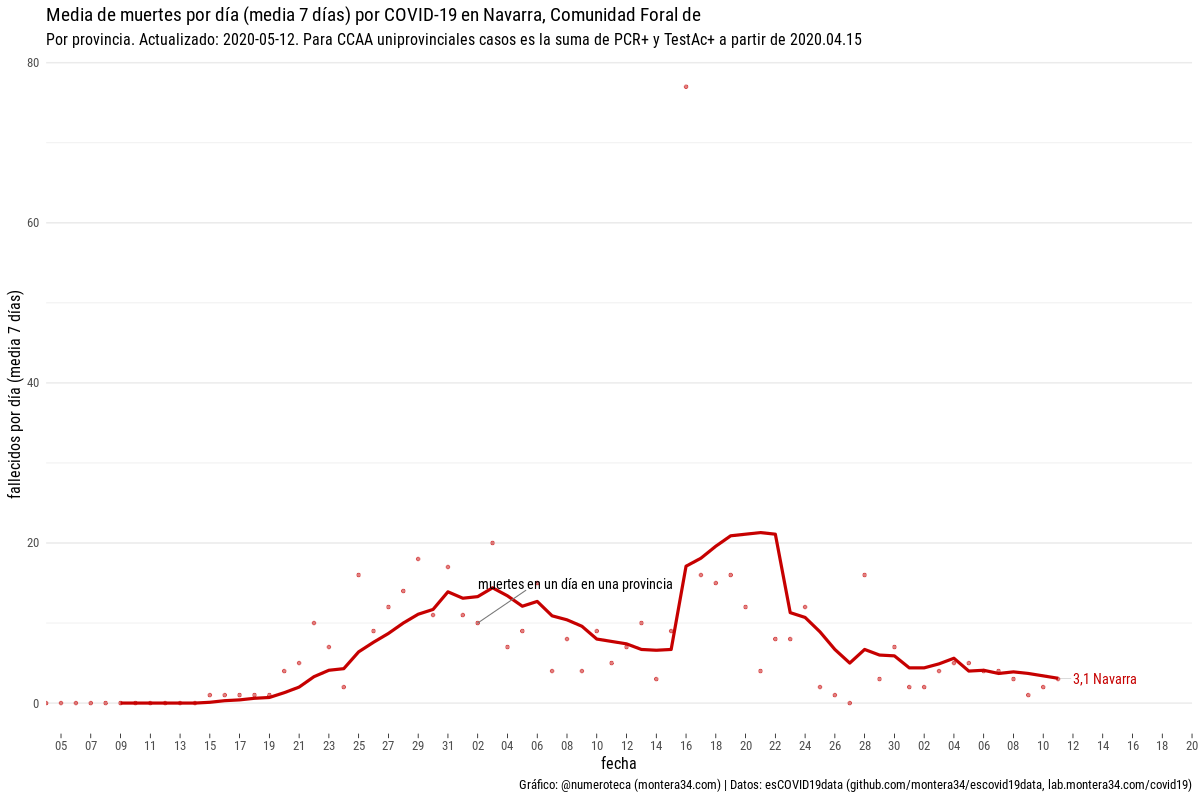 Media de muertes por día (media 7 días) por COVID-19 en Navarra, Comunidad Foral de
Por provincia. Actualizado: 2020-05-12. Para CCAA uniprovinciales casos es la suma de PCR+ y TestAc+ a partir de 2020.04.15
fallecidos por día (media 7 días)
80
60
40
20
0
muertes en un día en una provincia
3,1 Navarra
05 07 09 11 13 15 17 19 21 23 25 27 29 31 02 04 06 08 10 12 14 16 18 20 22 24 26 28 30 02 04 06 08 10 12 14 16 18 20
fecha
Gráfico: @numeroteca (montera34.com) | Datos: esCOVID19data (github.com/montera34/escovid19data, lab.montera34.com/covid19)